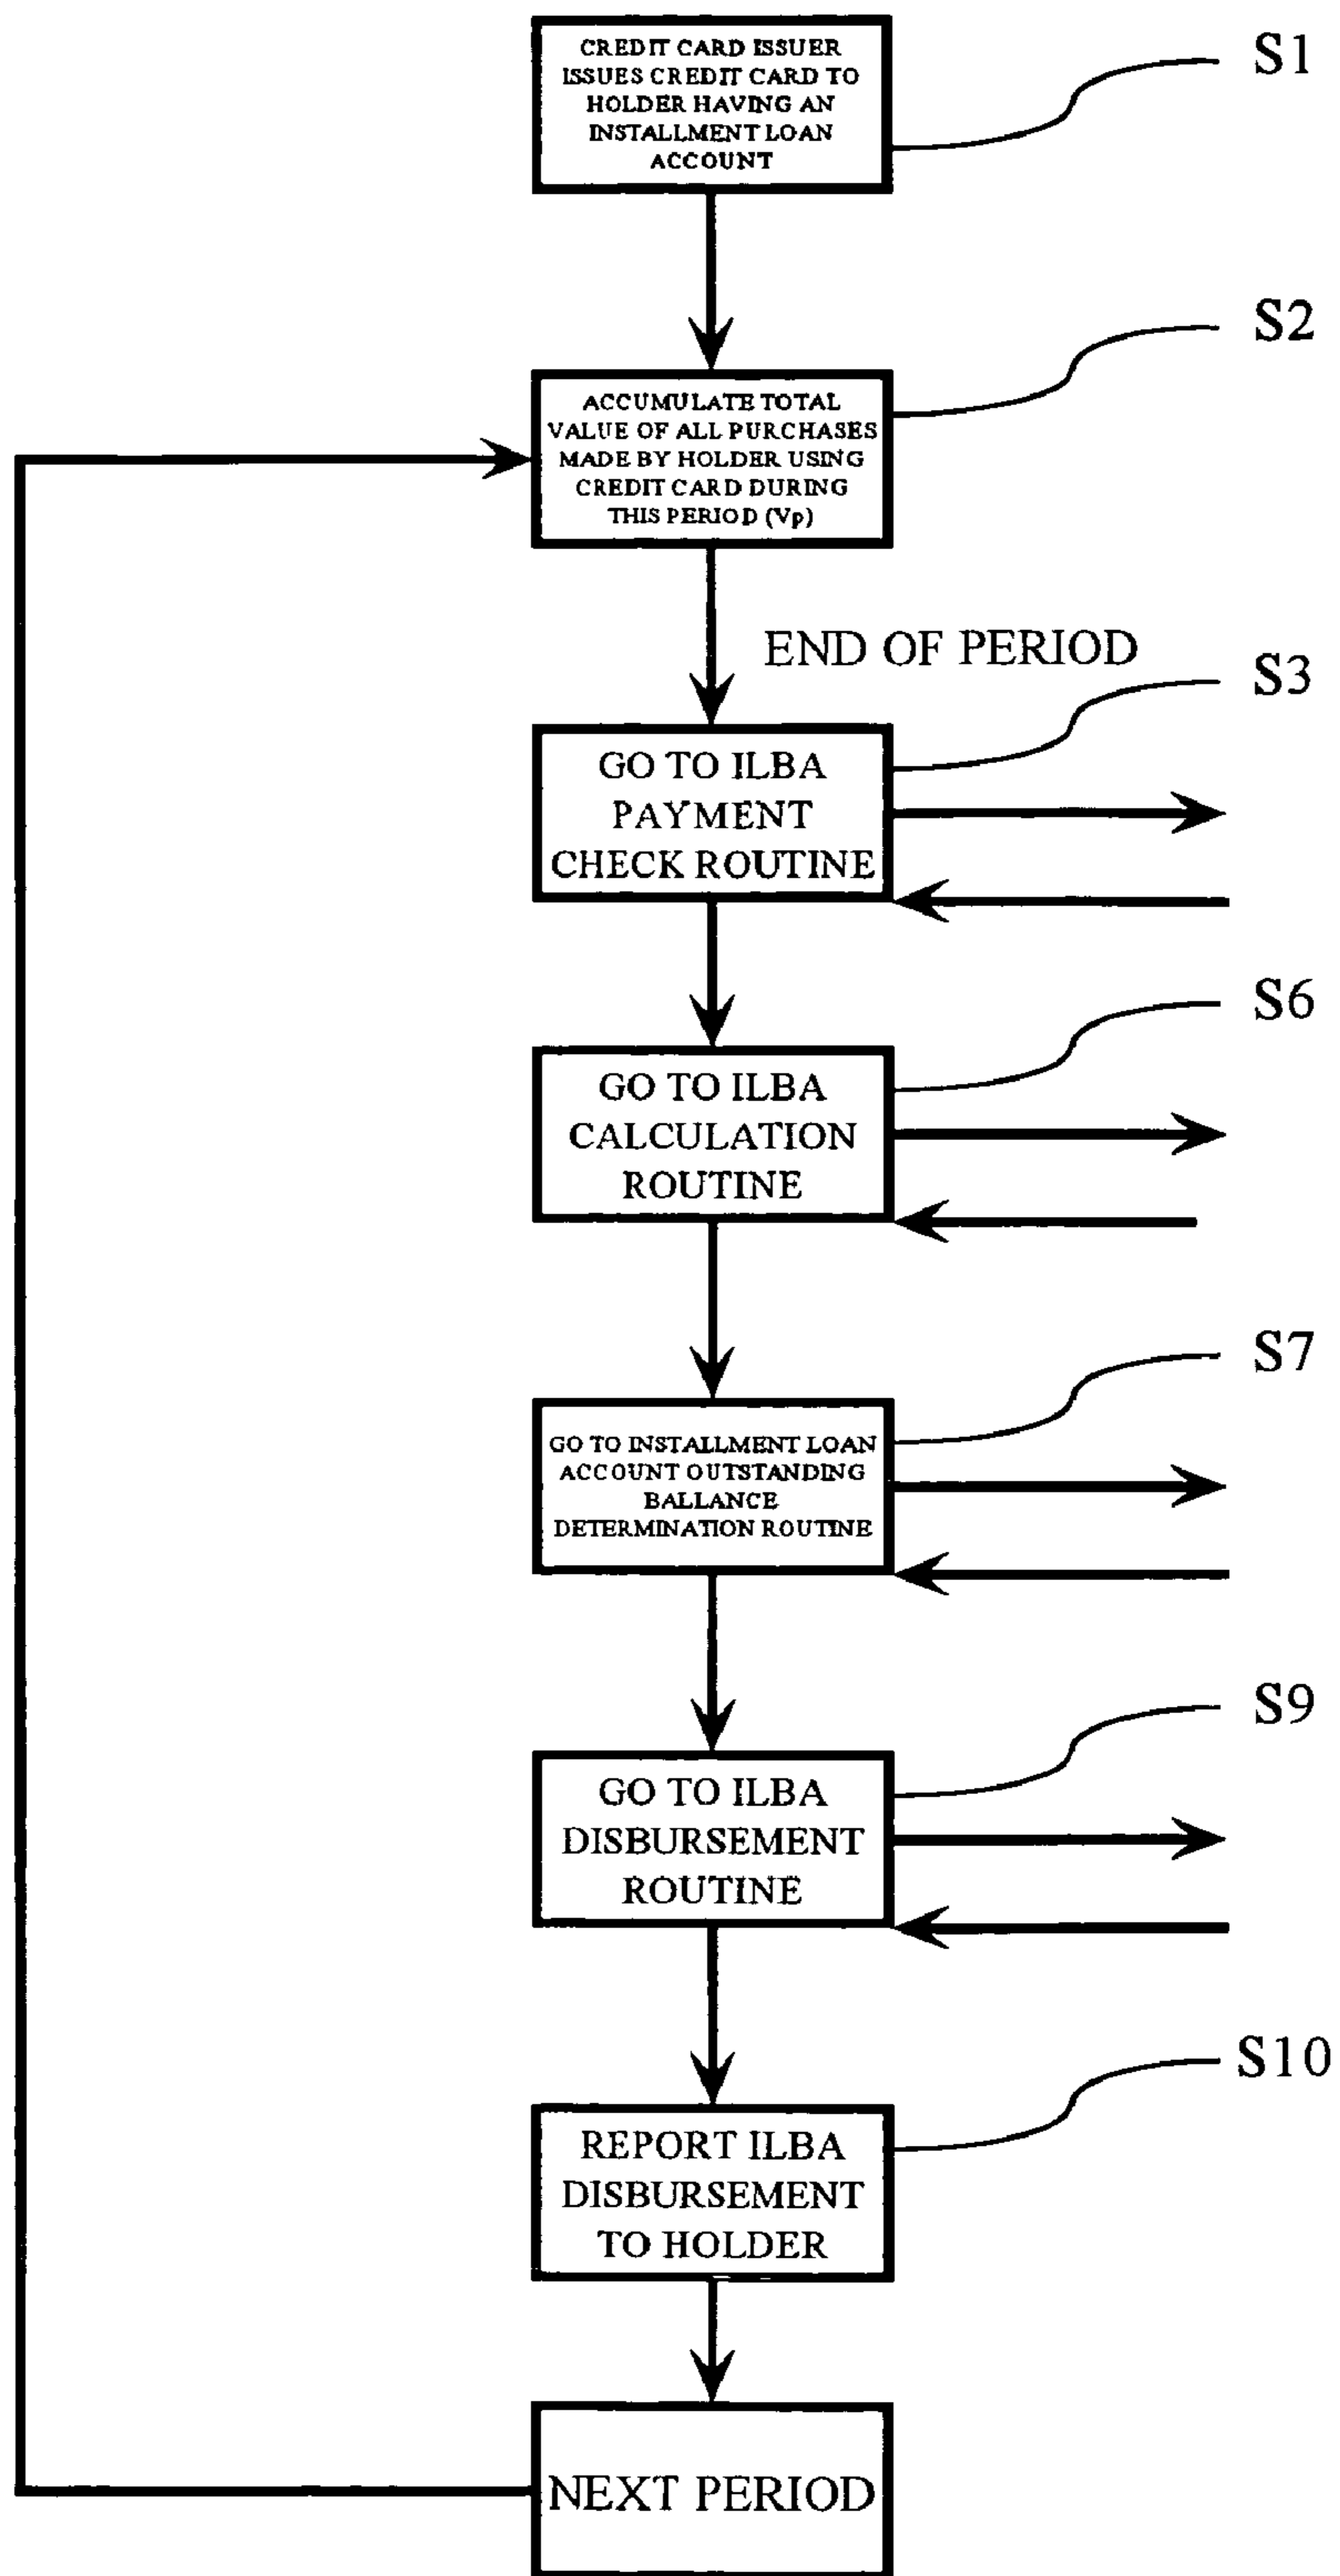 CREDIT CARD ISSUER
ISSUES CREDIT CARD TO
HOLDER HAVING AN
INSTALLMENT LOAN
ACCOUNT
S1
ACCUMULATE TOTAL
VALUE OF ALL PURCHASES
MADE BY HOLDER USING
CREDIT CARD DURING
THIS PERIOD (Vp)
S2
END OF PERIOD
GO TO ILBA
PAYMENT
CHECK ROUTINE
S3
GO TO ILBA
CALCULATION
ROUTINE
S6
GO TO INSTALLMENT LOAN
ACCOUNT OUTSTANDING
BALLANCE
DETERMINATION ROUTINE
S7
GO TO ILBA
DISBURSEMENT
ROUTINE
S9
REPORT ILBA
DISBURSEMENT
TO HOLDER
S10
NEXT PERIOD